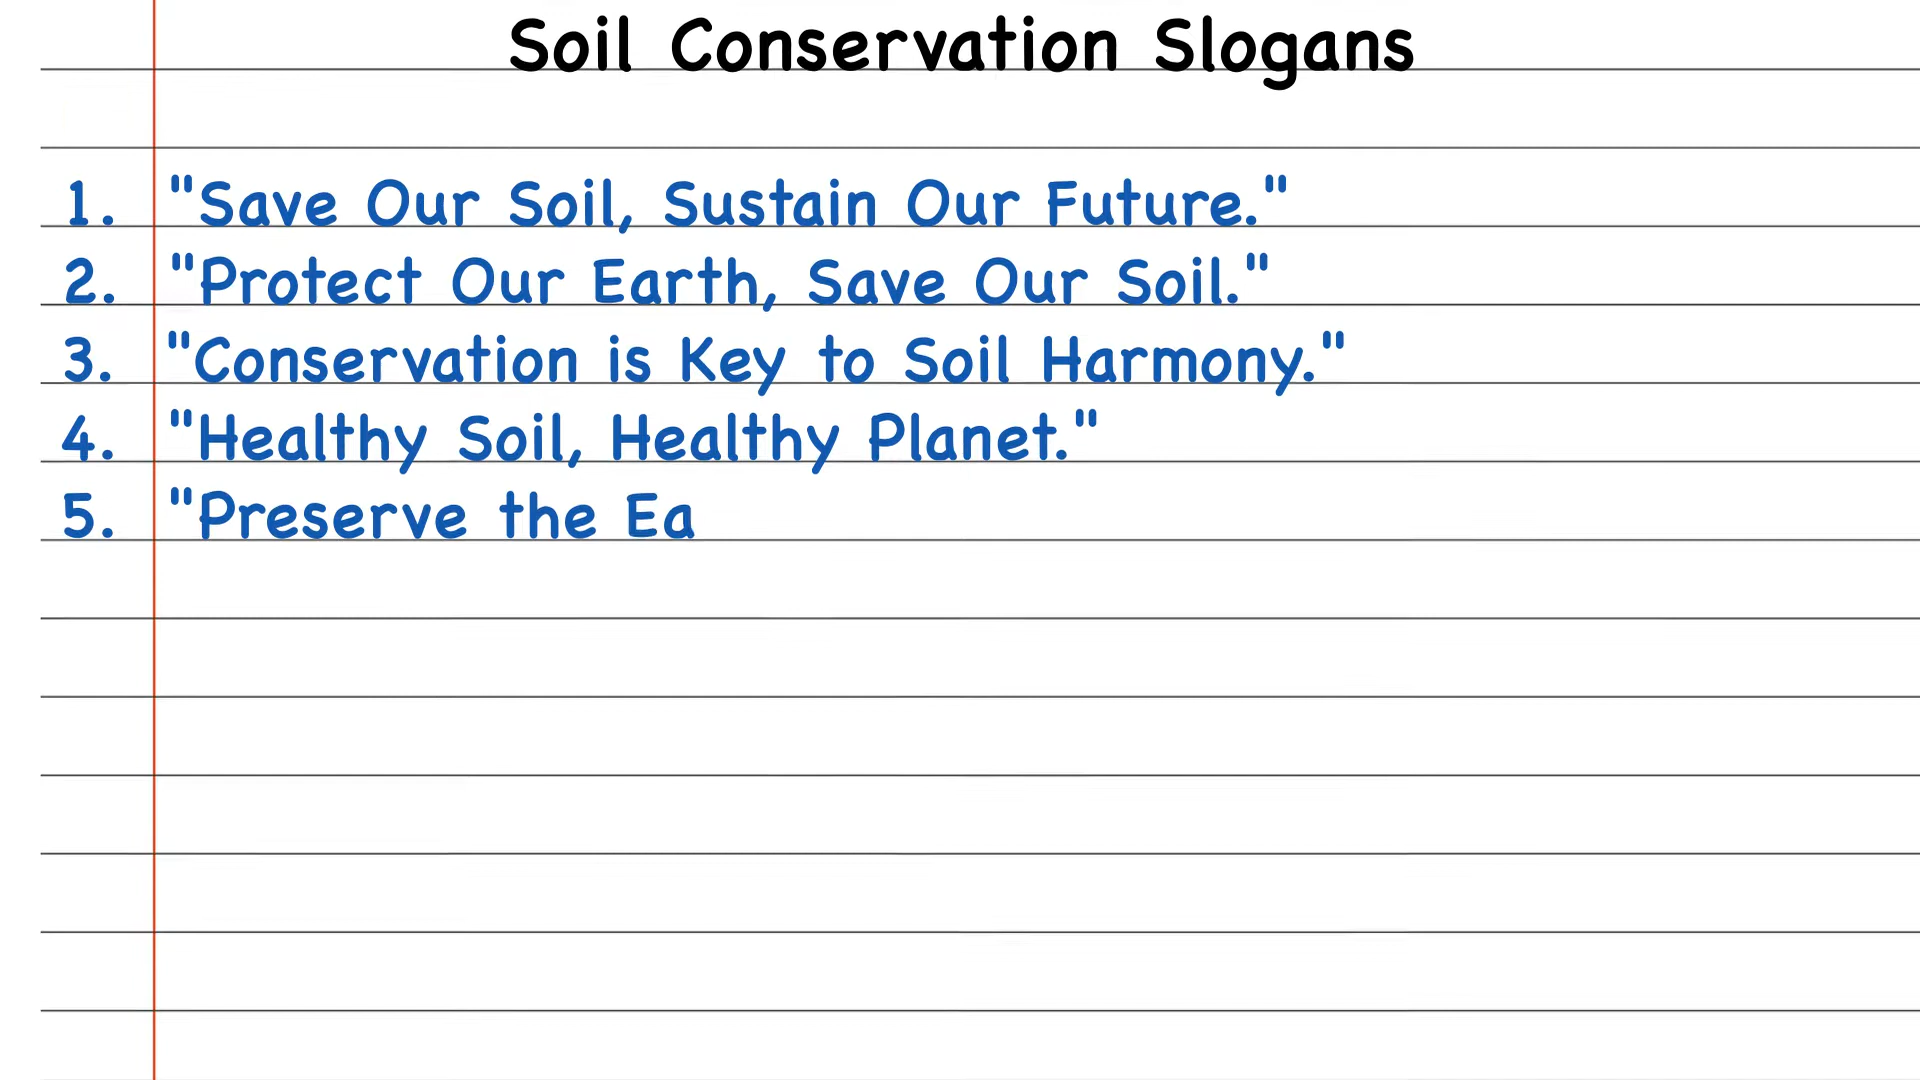 Soil Conservation Slogans
1. "Save Our Soil, Sustain Our Future."
2. "Protect Our Earth, Save Our Soil."
3. "Conservation is Key to Soil Harmony."
4. "Healthy Soil, Healthy Planet."
5. "Preserve the Ea